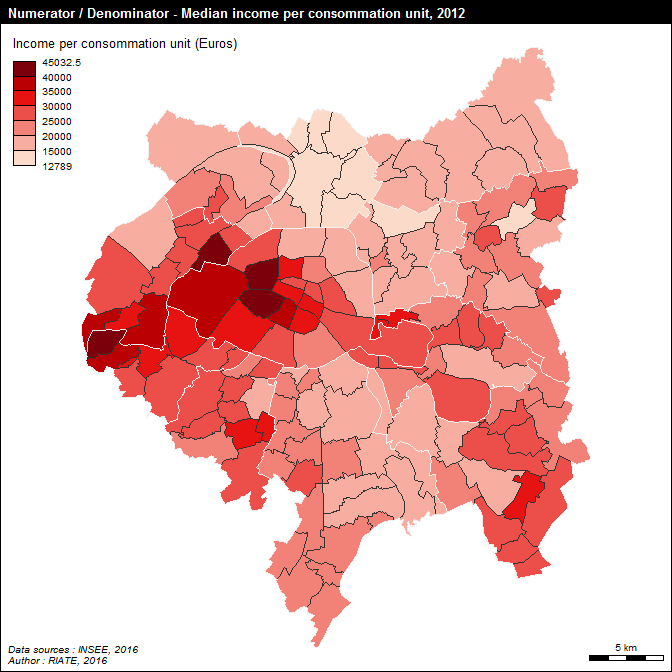 Numerator / Denominator - Median income per consommation unit, 2012
Income per consommation unit (Euros)
45032.5
40000
35000
30000
25000
20000
15000
12789
Data sources : INSEE, 2016
Author : RIATE, 2016
5 km